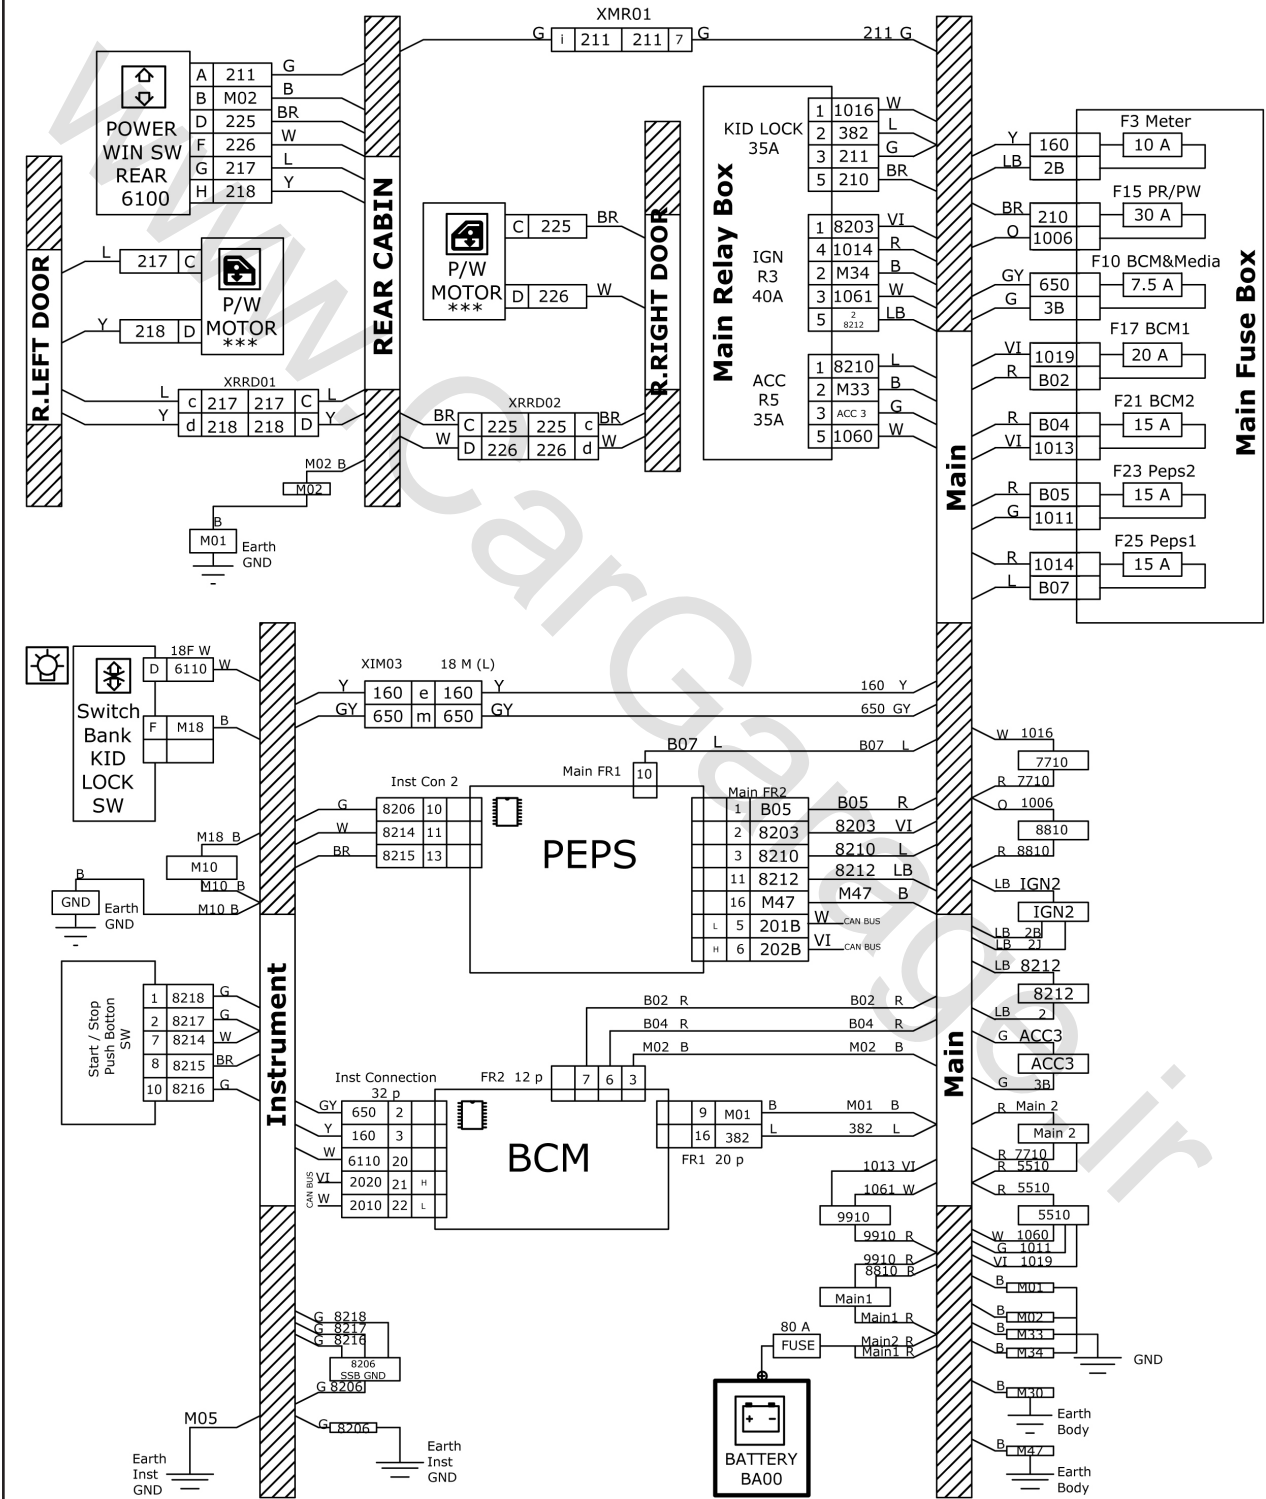 XMR01
G i 211 211 7 G
211 G
POWER
WIN SW
REAR
6100
A 211 G
B M02 B
D 225 BR
F 226 W
G 217 L
H 218 Y
R.LEFT DOOR
L 217 C
Y 218 D
P/W
MOTOR
***
XRRD01
L c 217 217 C L
Y d 218 218 D Y
REAR CABIN
M02 B
M02
B
M01
Earth
GND
P/W
MOTOR
***
C 225 BR
D 226 W
R.RIGHT DOOR
XRRD02
BR C 225 225 c BR
W D 226 226 d W
Main Relay Box
KID LOCK
35A
1 1016 W
2 382 L
3 211 G
5 210 BR
IGN
R3
40A
1 8203 VI
4 1014 R
2 M34 B
3 1061 W
5 2 8212 LB
ACC
R5
35A
1 8210 L
2 M33 B
3 ACC 3 G
5 1060 W
Main
Main Fuse Box
F3 Meter
Y 160 10 A
LB 2B
F15 PR/PW
BR 210 30 A
O 1006
F10 BCM&Media
GY 650 7.5 A
G 3B
F17 BCM1
VI 1019 20 A
R B02
F21 BCM2
R B04 15 A
VI 1013
F23 Peps2
R B05 15 A
G 1011
F25 Peps1
R 1014 15 A
L B07
Switch
Bank
KID
LOCK
SW
18F W
D 6110 W
F M18 B
M18 B
M10
M10 B
B
GND
Earth
GND
M10 B
XIM03 18 M (L)
Y 160 e 160 Y
GY 650 m 650 GY
160 Y
650 GY
B07 L
B07 L
Main FR1
10
Inst Con 2
G 8206 10
W 8214 11
BR 8215 13
PEPS
Main FR2
1 B05 B05 R
2 8203 8203 VI
3 8210 8210 L
11 8212 8212 LB
16 M47 M47 B
L 5 201B W CAN BUS
H 6 202B VI CAN BUS
W 1016
7710
R 7710
O 1006
8810
R 8810
LB IGN2
IGN2
LB 2B
LB 2J
LB 8212
8212
LB 2
G ACC3
ACC3
G 3B
R Main 2
Main 2
R 7710
R 5510
R 5510
5510
W 1060
G 1011
VI 1019
B M01
B M02
B M33
B M34
GND
B M30
Earth
Body
B M47
Earth
Body
Start / Stop
Push Botton
SW
1 8218 G
2 8217 G
7 8214 W
8 8215 BR
10 8216 G
Instrument
B02 R B02 R
B04 R B04 R
M02 B M02 B
FR2 12 p
7 6 3
Inst Connection
32 p
GY 650 2
Y 160 3
W 6110 20
VI 2020 21 H
W 2010 22 L
CAN BUS
BCM
9 M01 B M01 B
16 382 L 382 L
FR1 20 p
Main
1013 VI
1061 W
9910
9910 R
9910 R
8810 R
Main1
Main1 R
80 A
FUSE
Main2 R
Main1 R
BATTERY
BA00
G 8218
G 8217
G 8216
8206
SSB GND
G 8206
G 8206
Earth
Inst
GND
M05
Earth
Inst
GND
www.carGarage.ir